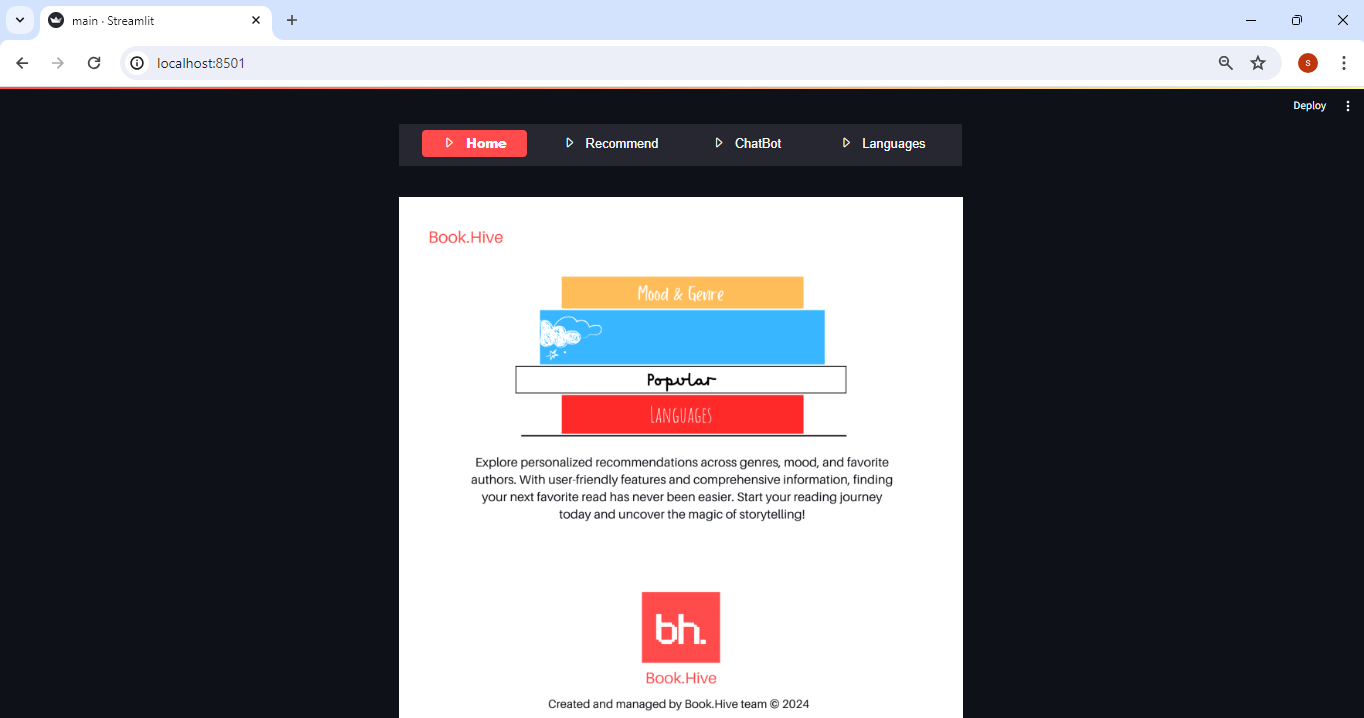 main · Streamlit
localhost:8501
s
Deploy
Home Recommend ChatBot Languages
Book.Hive
Mood & Genre
Popular
Languages
Explore personalized recommendations across genres, mood, and favorite
authors. With user-friendly features and comprehensive information, finding
your next favorite read has never been easier. Start your reading journey
today and uncover the magic of storytelling!
bh.
Book.Hive
Created and managed by Book.Hive team © 2024